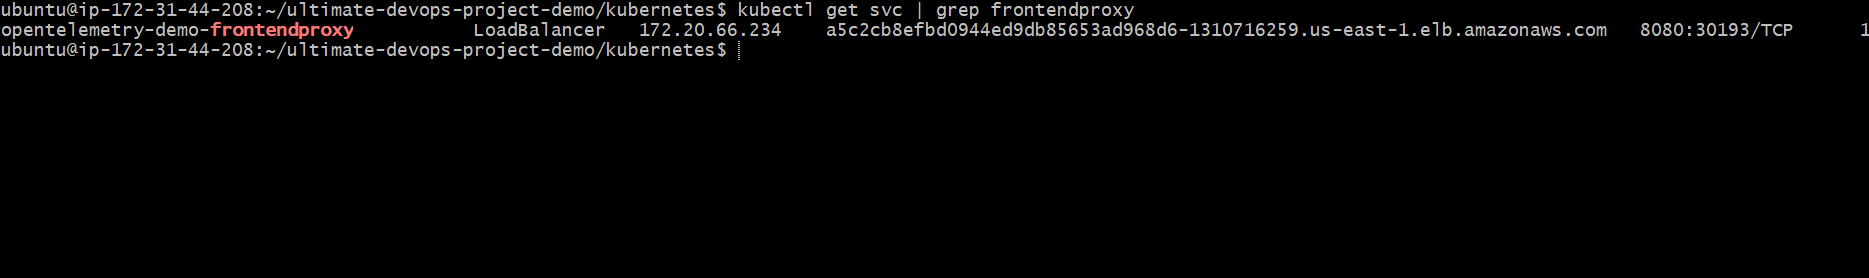 ubuntu@ip-172-31-44-208:~/ultimate-devops-project-demo/kubernetes$ kubectl get svc | grep frontendproxy
opentelemetry-demo-frontendproxy LoadBalancer 172.20.66.234 a5c2cb8efbd0944ed9db85653ad968d6-1310716259.us-east-1.elb.amazonaws.com 8080:30193/TCP 1
ubuntu@ip-172-31-44-208:~/ultimate-devops-project-demo/kubernetes$